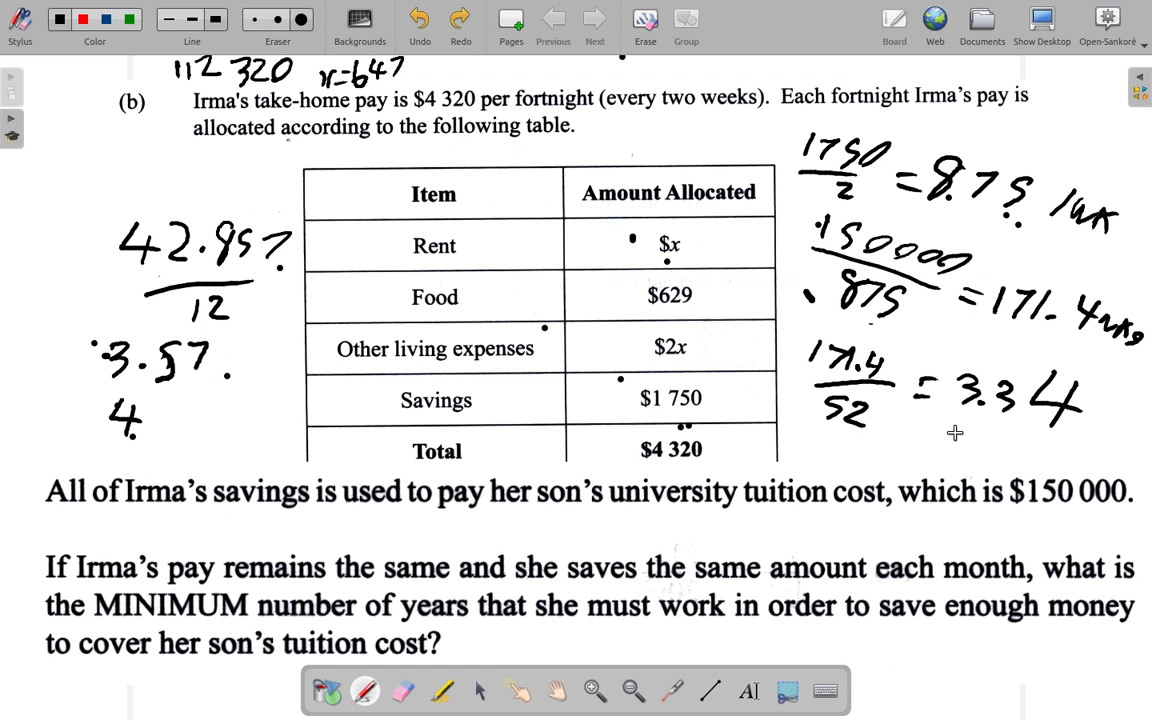 Stylus Color Line Eraser Backgrounds Undo Redo Pages Previous Next Erase Group Board Web Documents Show Desktop Open-Sankoré
112 320 x=647
(b) Irma's take-home pay is $4 320 per fortnight (every two weeks). Each fortnight Irma's pay is
allocated according to the following table.
Item Amount Allocated
Rent $x
Food $629
Other living expenses $2x
Savings $1 750
Total $4 320
42.857
12
3.57
4
1750
2
= 875 /wk
150000
875
= 171.4 wks
171.4
52
= 3.3 4
All of Irma's savings is used to pay her son's university tuition cost, which is $150 000.
If Irma's pay remains the same and she saves the same amount each month, what is
the MINIMUM number of years that she must work in order to save enough money
to cover her son's tuition cost?
AI